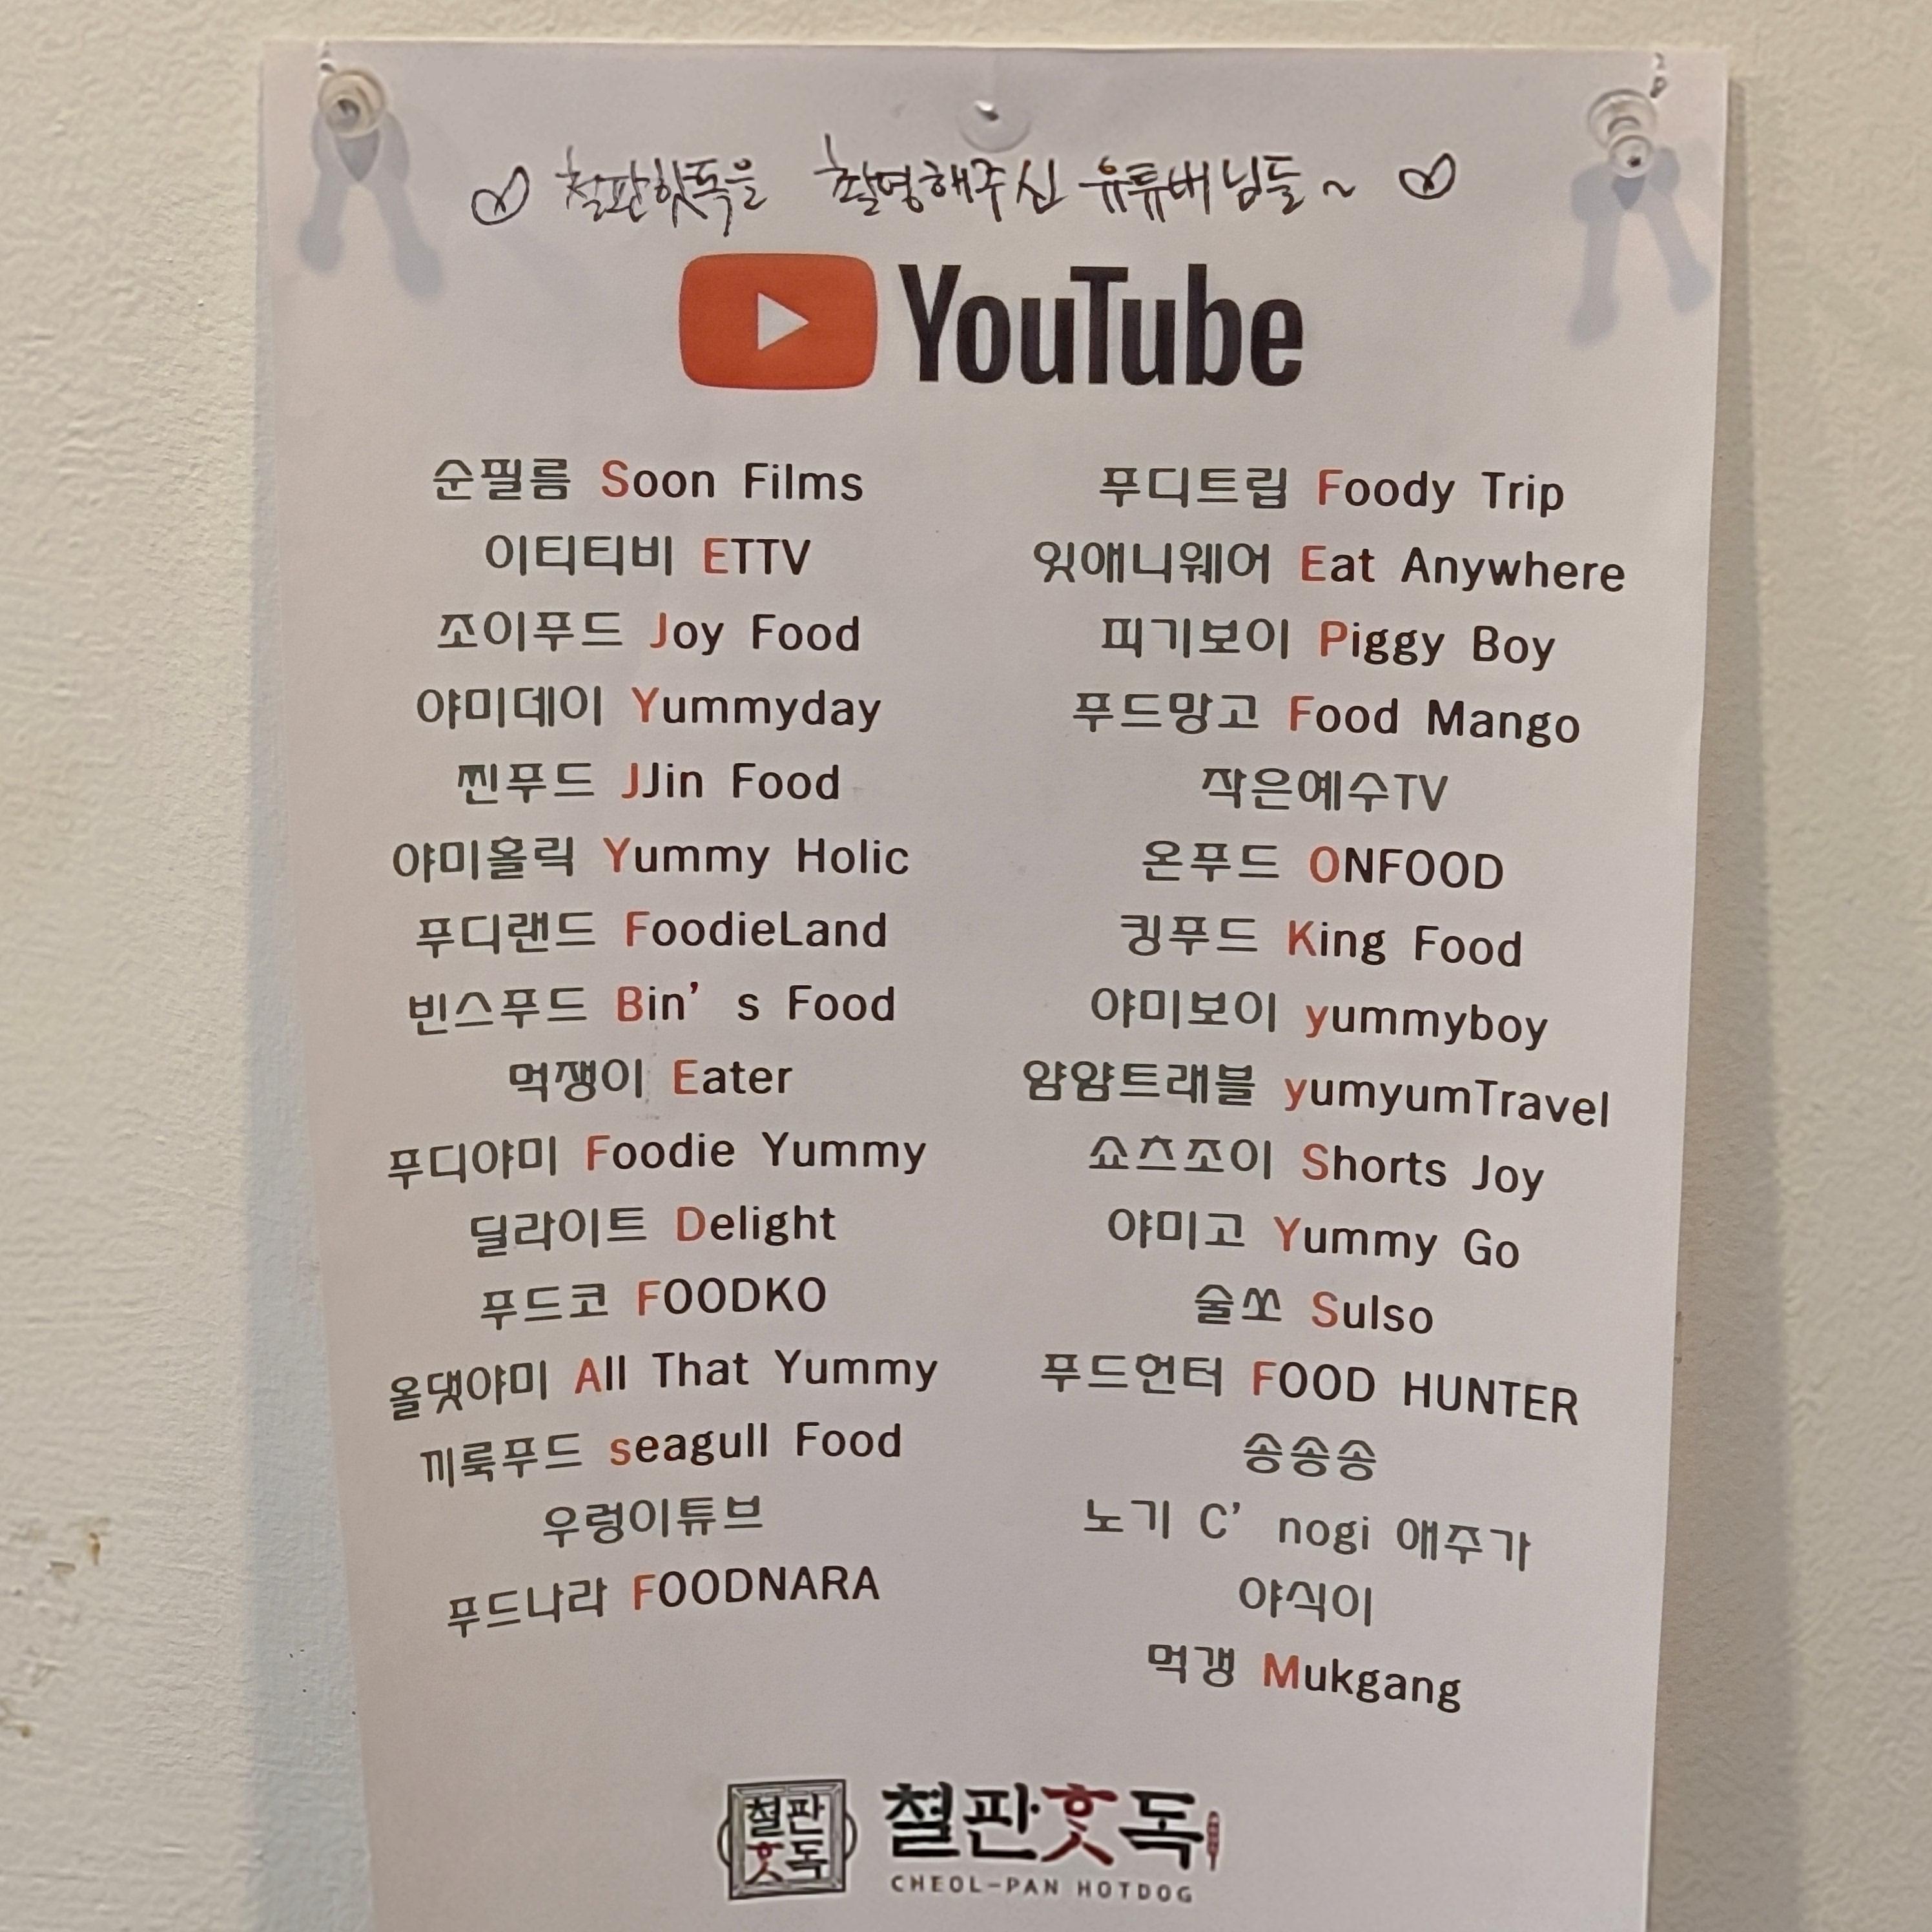 철판핫독을 촬영해주신 유튜버님들~
YouTube
순필름 Soon Films
이티티비 ETTV
조이푸드 Joy Food
야미데이 Yummyday
찐푸드 JJin Food
야미홀릭 Yummy Holic
푸디랜드 FoodieLand
빈스푸드 Bin’ s Food
먹쟁이 Eater
푸디야미 Foodie Yummy
딜라이트 Delight
푸드코 FOODKO
올댓야미 All That Yummy
끼룩푸드 seagull Food
우렁이튜브
푸드나라 FOODNARA
푸디트립 Foody Trip
잇애니웨어 Eat Anywhere
피기보이 Piggy Boy
푸드망고 Food Mango
작은예수TV
온푸드 ONFOOD
킹푸드 King Food
야미보이 yummyboy
얌얌트래블 yumyumTravel
쇼츠조이 Shorts Joy
야미고 Yummy Go
술쏘 Sulso
푸드헌터 FOOD HUNTER
송송송
노기 C’ nogi 애주가
야식이
먹갱 Mukgang
철판
핫독
철판핫독
CHEOL-PAN HOTDOG